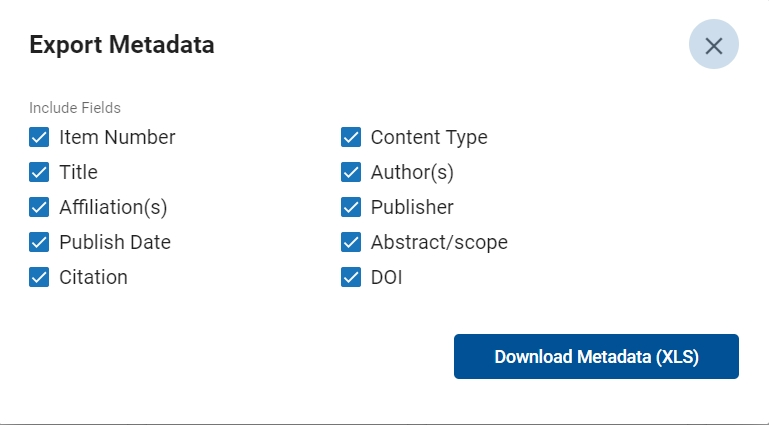 Export Metadata
Include Fields
Item Number
Content Type
Title
Author(s)
Affiliation(s)
Publisher
Publish Date
Abstract/scope
Citation
DOI
Download Metadata (XLS)